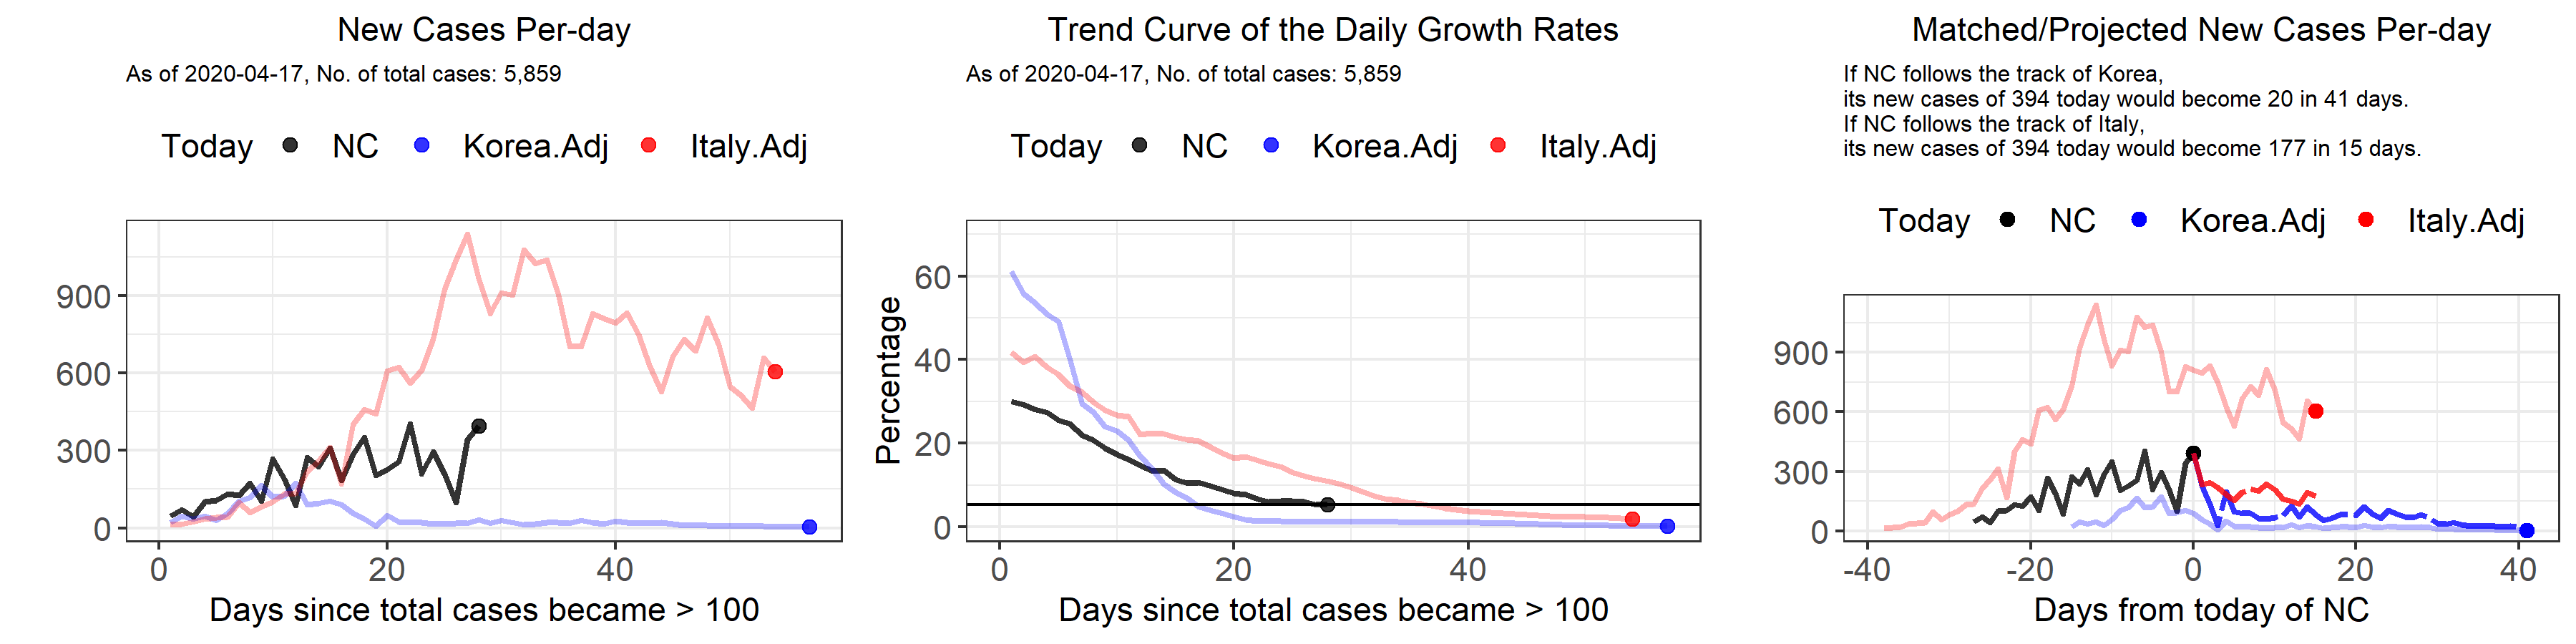 New Cases Per-day
As of 2020-04-17, No. of total cases: 5,859
Today NC Korea.Adj Italy.Adj
900
600
300
0
0 20 40
Days since total cases became > 100
Trend Curve of the Daily Growth Rates
As of 2020-04-17, No. of total cases: 5,859
Today NC Korea.Adj Italy.Adj
Percentage
60
40
20
0
0 20 40
Days since total cases became > 100
Matched/Projected New Cases Per-day
If NC follows the track of Korea,
its new cases of 394 today would become 20 in 41 days.
If NC follows the track of Italy,
its new cases of 394 today would become 177 in 15 days.
Today NC Korea.Adj Italy.Adj
900
600
300
0
-40 -20 0 20 40
Days from today of NC